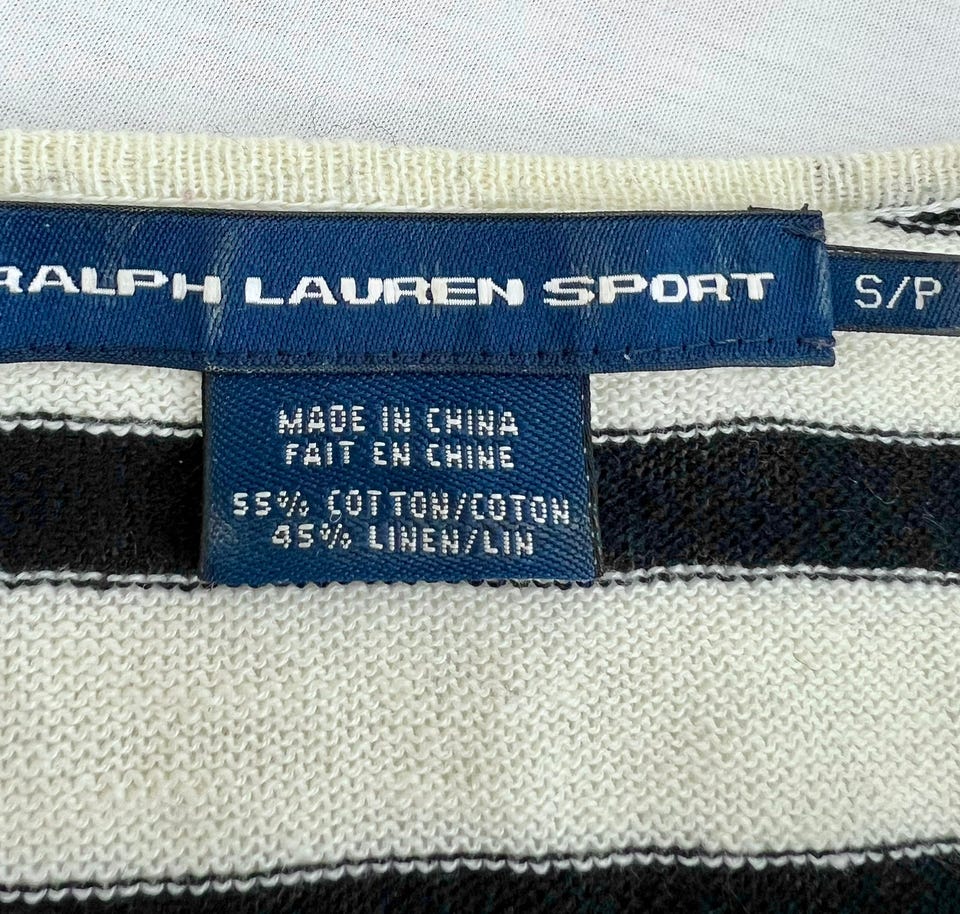 RALPH LAUREN SPORT
S/P
MADE IN CHINA
FAIT EN CHINE
55% COTTON/COTON
45% LINEN/LIN